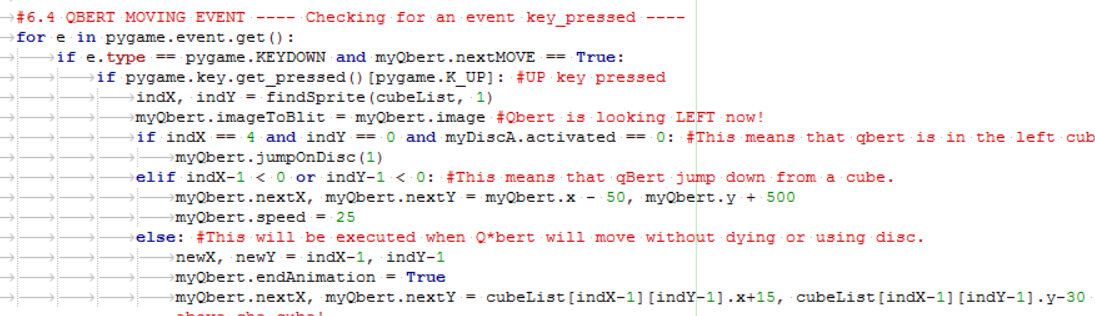 #6.4 QBERT MOVING EVENT ---- Checking for an event key_pressed ----
for e in pygame.event.get():
if e.type == pygame.KEYDOWN and myQbert.nextMOVE == True:
if pygame.key.get_pressed()[pygame.K_UP]: #UP key pressed
indX, indY = findSprite(cubeList, 1)
myQbert.imageToBlit = myQbert.image #Qbert is looking LEFT now!
if indX == 4 and indY == 0 and myDiscA.activated == 0: #This means that qbert is in the left cub
myQbert.jumpOnDisc(1)
elif indX-1 < 0 or indY-1 < 0: #This means that qBert jump down from a cube.
myQbert.nextX, myQbert.nextY = myQbert.x - 50, myQbert.y + 500
myQbert.speed = 25
else: #This will be executed when Q*bert will move without dying or using disc.
newX, newY = indX-1, indY-1
myQbert.endAnimation = True
myQbert.nextX, myQbert.nextY = cubeList[indX-1][indY-1].x+15, cubeList[indX-1][indY-1].y-30